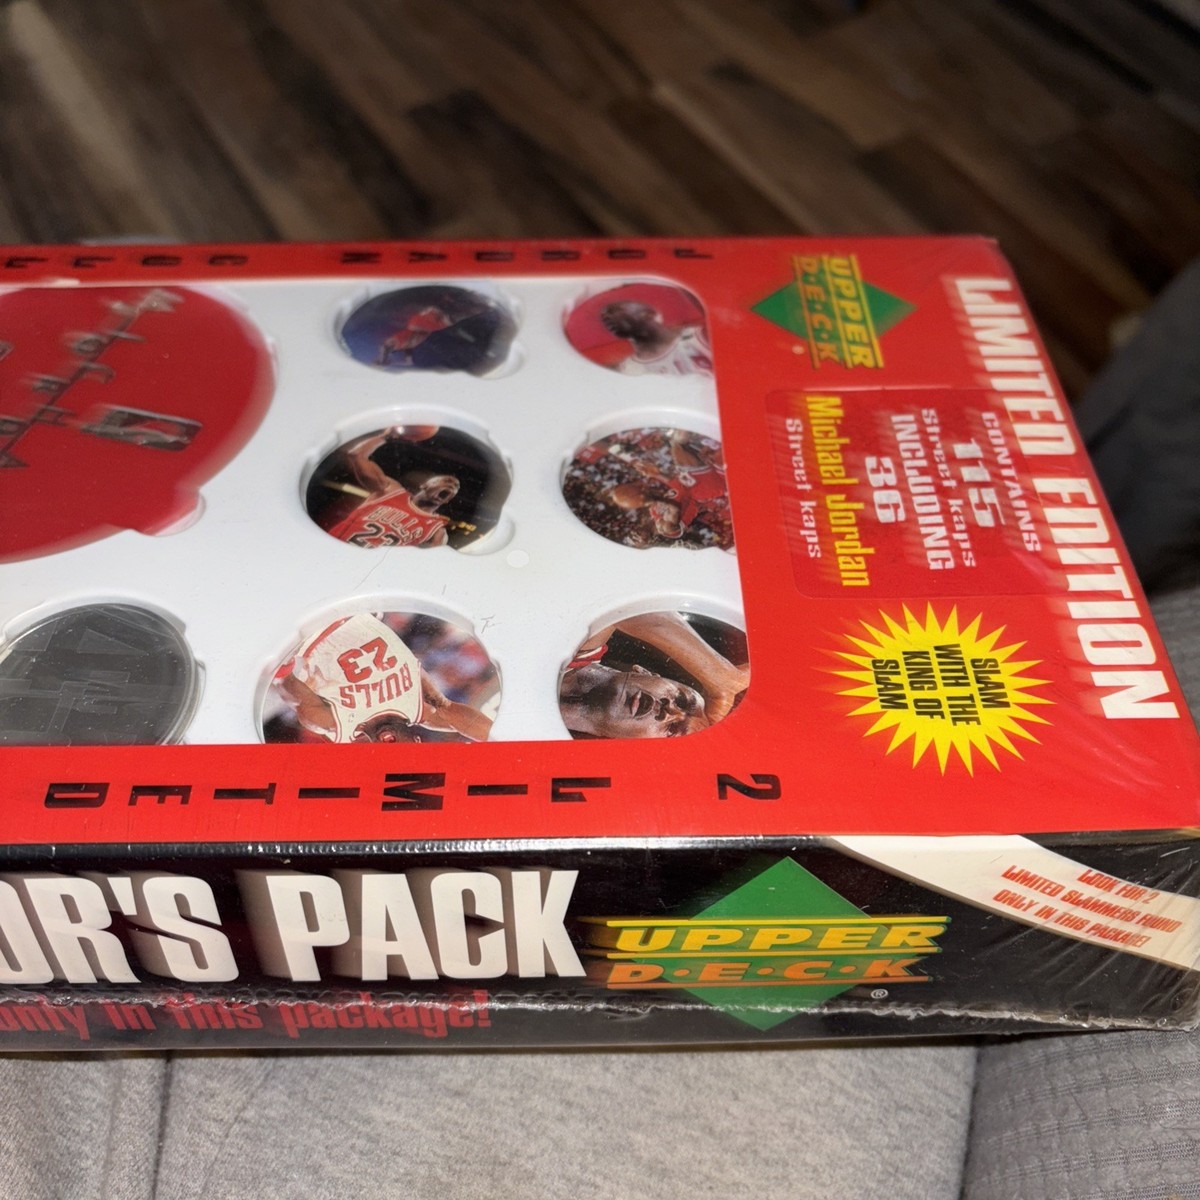 LIMITED EDITION
UPPER
D·E·C·K
CONTAINS
115
Street kaps
INCLUDING
36
Michael Jordan
Street kaps
SLAM
WITH THE
KING OF
SLAM
JORDAN
BULLS
23
BULLS
23
2 LIMITED
OR'S PACK
UPPER
D·E·C·K
®
LOOK FOR 2
LIMITED SLAMMERS FOUND
ONLY IN THIS PACKAGE!
only in this package!